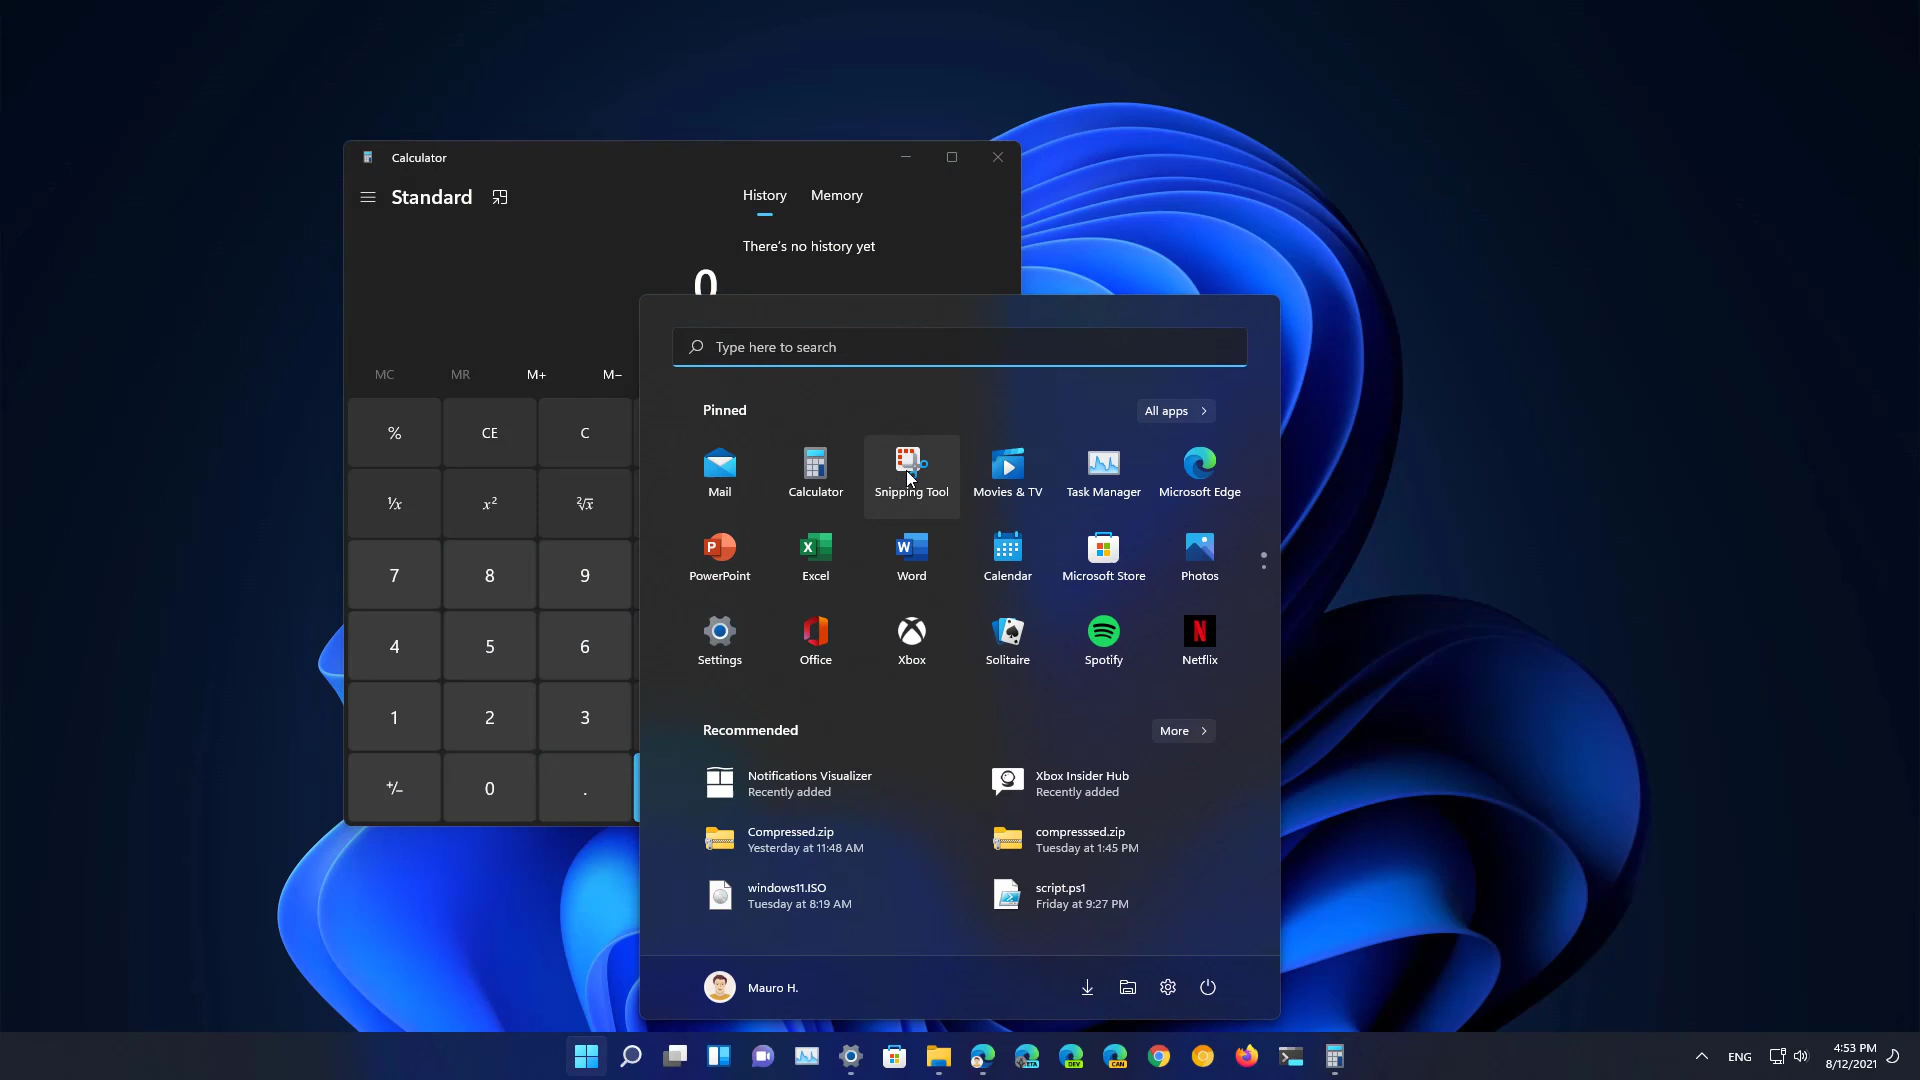 Calculator
Standard
History Memory
There's no history yet
0
MC MR M+ M−
% CE C
¹/x x² ²√x
7 8 9
4 5 6
1 2 3
+/− 0 .
Type here to search
Pinned
All apps
Mail Calculator Snipping Tool Movies & TV Task Manager Microsoft Edge
PowerPoint Excel Word Calendar Microsoft Store Photos
Settings Office Xbox Solitaire Spotify Netflix
Recommended
More
Notifications Visualizer
Recently added
Xbox Insider Hub
Recently added
Compressed.zip
Yesterday at 11:48 AM
compresssed.zip
Tuesday at 1:45 PM
windows11.ISO
Tuesday at 8:19 AM
script.ps1
Friday at 9:27 PM
Mauro H.
BETA DEV CAN
ENG
4:53 PM
8/12/2021